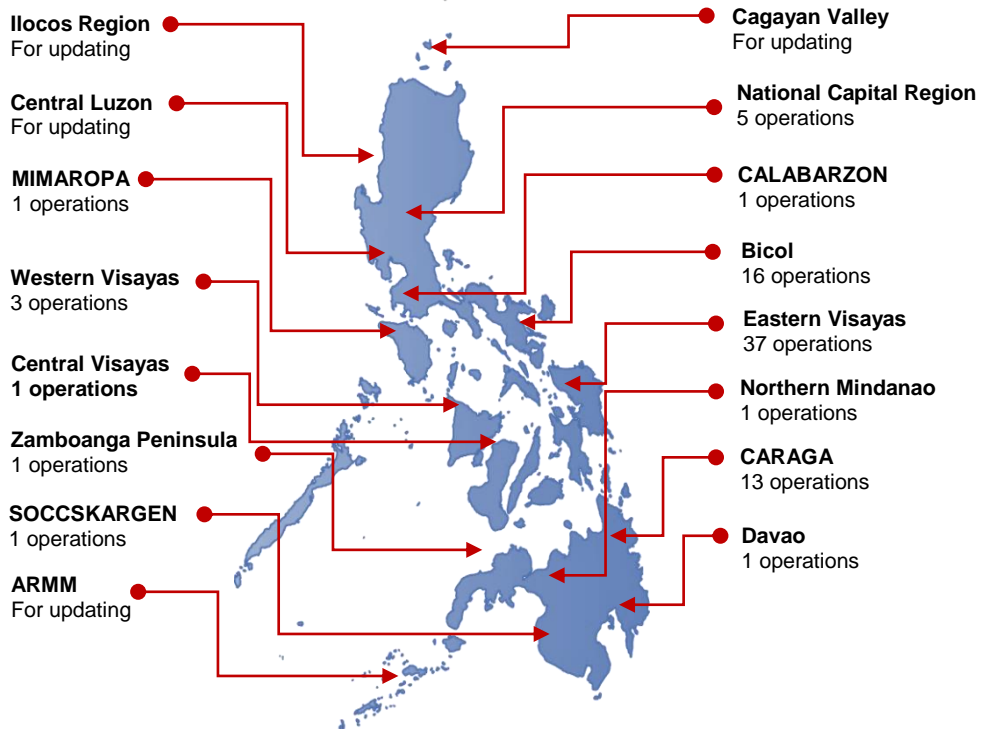 Ilocos Region
For updating
Central Luzon
For updating
MIMAROPA
1 operations
Western Visayas
3 operations
Central Visayas
1 operations
Zamboanga Peninsula
1 operations
SOCCSKARGEN
1 operations
ARMM
For updating
Cagayan Valley
For updating
National Capital Region
5 operations
CALABARZON
1 operations
Bicol
16 operations
Eastern Visayas
37 operations
Northern Mindanao
1 operations
CARAGA
13 operations
Davao
1 operations